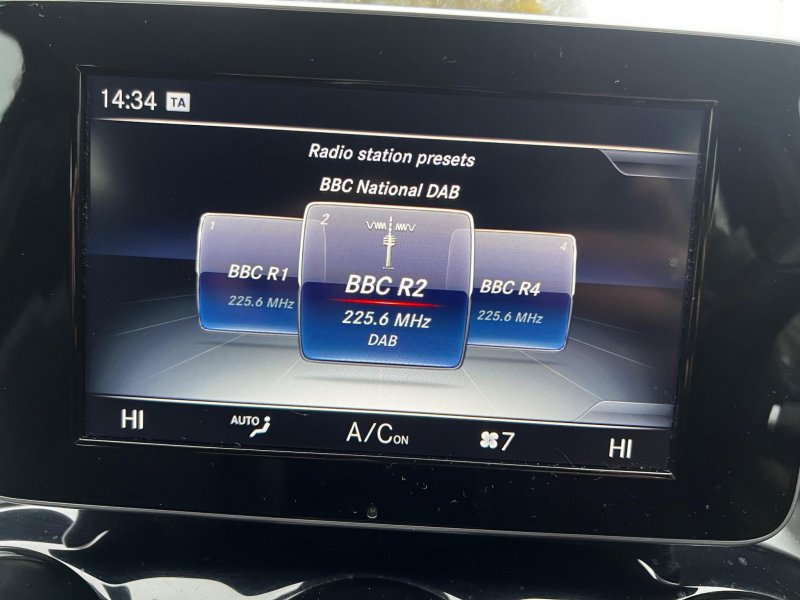 14:34 TA
Radio station presets
BBC National DAB
1
BBC R1
225.6 MHz
2
BBC R2
225.6 MHz
DAB
4
BBC R4
225.6 MHz
HI AUTO A/C ON 7 HI